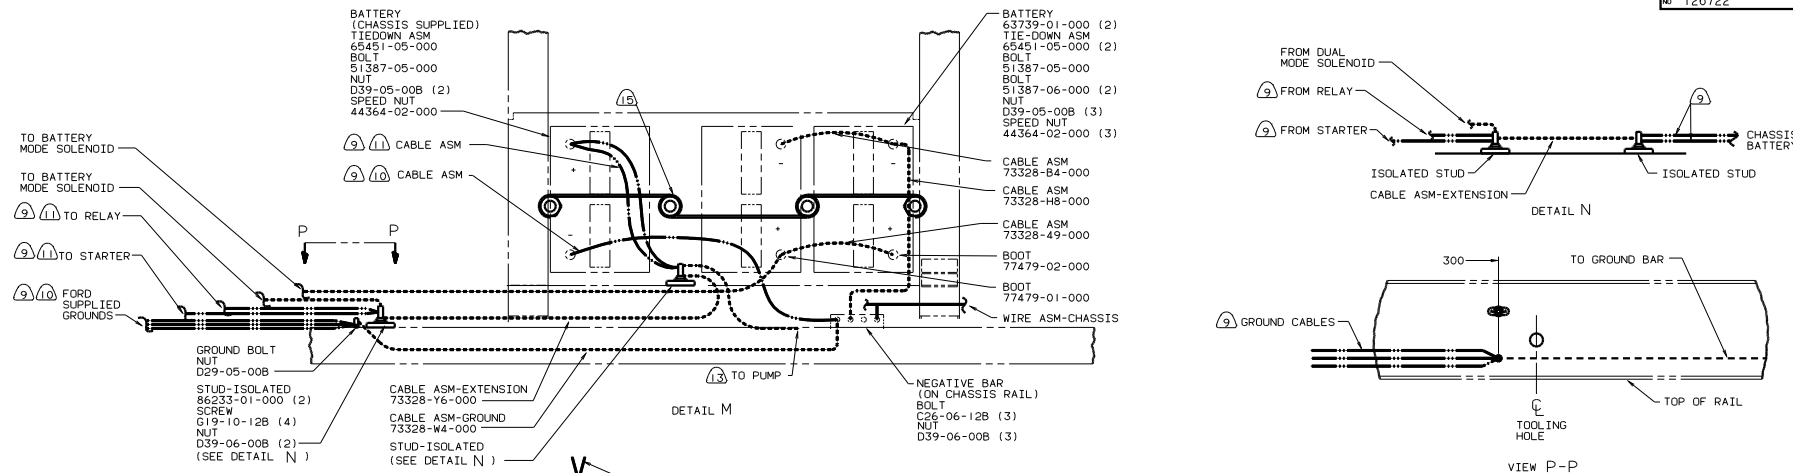 BATTERY
(CHASSIS SUPPLIED)
TIEDOWN ASM
65451-05-000
BOLT
51387-05-000
NUT
D39-05-00B (2)
SPEED NUT
44364-02-000
15
BATTERY
63739-01-000 (2)
TIE-DOWN ASM
65451-05-000 (2)
BOLT
51387-05-000
BOLT
51387-06-000 (2)
NUT
D39-05-00B (3)
SPEED NUT
44364-02-000 (3)
9 11 CABLE ASM
9 10 CABLE ASM
TO BATTERY
MODE SOLENOID
TO BATTERY
MODE SOLENOID
9 11 TO RELAY
9 11 TO STARTER
9 10 FORD
SUPPLIED
GROUNDS
P P
+
-
-
-
+
+
CABLE ASM
73328-B4-000
CABLE ASM
73328-H8-000
CABLE ASM
73328-49-000
BOOT
77479-02-000
BOOT
77479-01-000
WIRE ASM-CHASSIS
GROUND BOLT
NUT
D29-05-00B
STUD-ISOLATED
86233-01-000 (2)
SCREW
G19-10-12B (4)
NUT
D39-06-00B (2)
(SEE DETAIL N )
CABLE ASM-EXTENSION
73328-Y6-000
CABLE ASM-GROUND
73328-W4-000
STUD-ISOLATED
(SEE DETAIL N )
13 TO PUMP
DETAIL M
NEGATIVE BAR
(ON CHASSIS RAIL)
BOLT
C26-06-12B (3)
NUT
D39-06-00B (3)
V
NO 126722
FROM DUAL
MODE SOLENOID
9 FROM RELAY
9 FROM STARTER
9
CHASSIS
BATTERY
ISOLATED STUD
ISOLATED STUD
CABLE ASM-EXTENSION
DETAIL N
300
TO GROUND BAR
9 GROUND CABLES
TOP OF RAIL
CL
TOOLING
HOLE
VIEW P-P